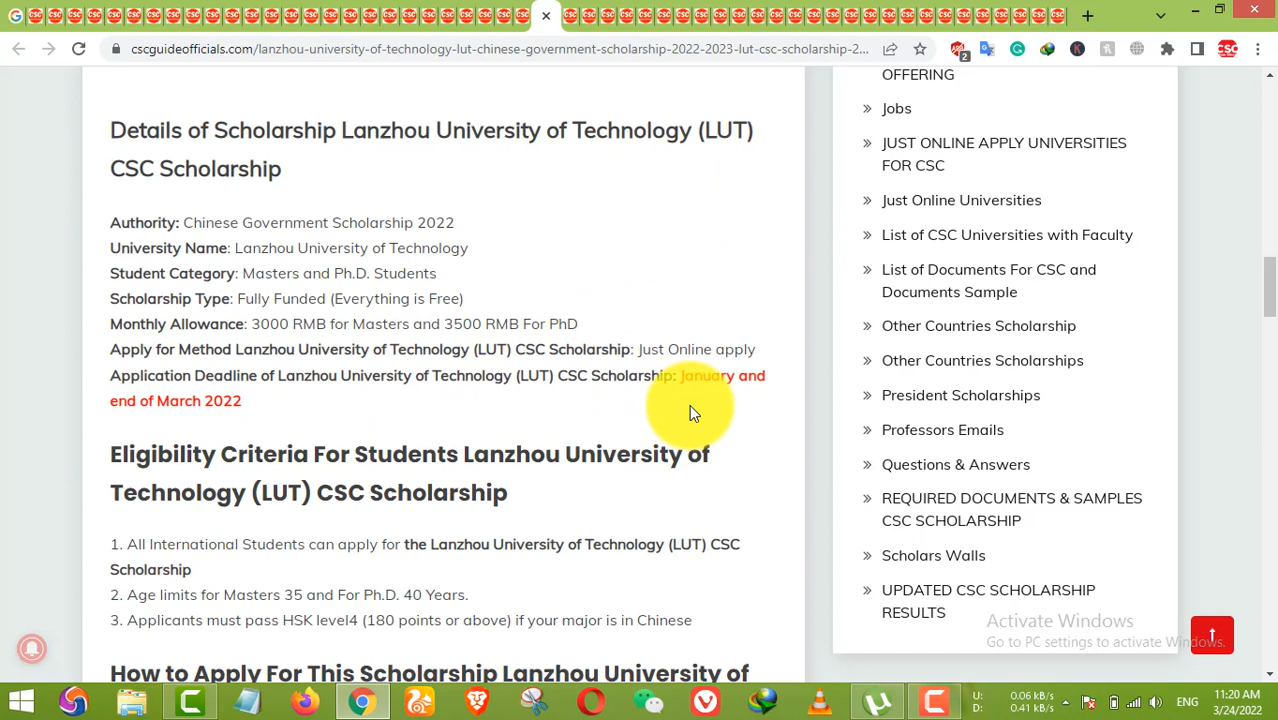 cscguideofficials.com/lanzhou-university-of-technology-lut-chinese-government-scholarship-2022-2023-lut-csc-scholarship-2...
2
OFFERING
Jobs
JUST ONLINE APPLY UNIVERSITIES
FOR CSC
Just Online Universities
List of CSC Universities with Faculty
List of Documents For CSC and
Documents Sample
Other Countries Scholarship
Other Countries Scholarships
President Scholarships
Professors Emails
Questions & Answers
REQUIRED DOCUMENTS & SAMPLES
CSC SCHOLARSHIP
Scholars Walls
UPDATED CSC SCHOLARSHIP
RESULTS
Details of Scholarship Lanzhou University of Technology (LUT)
CSC Scholarship
Authority: Chinese Government Scholarship 2022
University Name: Lanzhou University of Technology
Student Category: Masters and Ph.D. Students
Scholarship Type: Fully Funded (Everything is Free)
Monthly Allowance: 3000 RMB for Masters and 3500 RMB For PhD
Apply for Method Lanzhou University of Technology (LUT) CSC Scholarship: Just Online apply
Application Deadline of Lanzhou University of Technology (LUT) CSC Scholarship: January and
end of March 2022
Eligibility Criteria For Students Lanzhou University of
Technology (LUT) CSC Scholarship
1. All International Students can apply for the Lanzhou University of Technology (LUT) CSC
Scholarship
2. Age limits for Masters 35 and For Ph.D. 40 Years.
3. Applicants must pass HSK level4 (180 points or above) if your major is in Chinese
How to Apply For This Scholarship Lanzhou University of
Activate Windows
Go to PC settings to activate Windows.
U: 0.06 kB/s
D: 0.41 kB/s
ENG
11:20 AM
3/24/2022